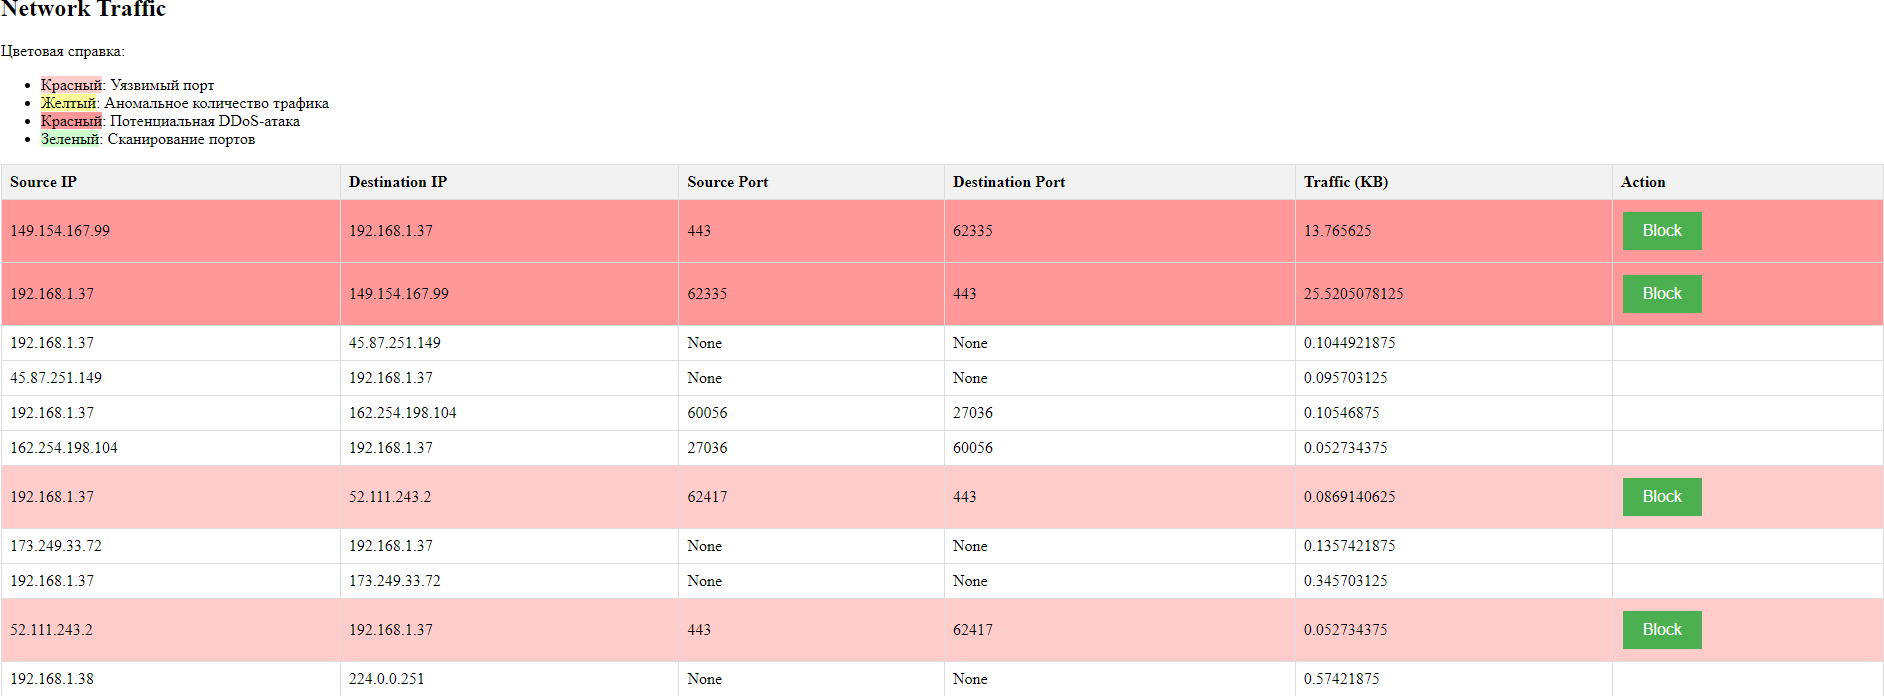 Network Traffic
Цветовая справка:
Красный: Уязвимый порт
Желтый: Аномальное количество трафика
Красный: Потенциальная DDoS-атака
Зеленый: Сканирование портов
Source IP Destination IP Source Port Destination Port Traffic (KB) Action
149.154.167.99 192.168.1.37 443 62335 13.765625 Block
192.168.1.37 149.154.167.99 62335 443 25.5205078125 Block
192.168.1.37 45.87.251.149 None None 0.1044921875
45.87.251.149 192.168.1.37 None None 0.095703125
192.168.1.37 162.254.198.104 60056 27036 0.10546875
162.254.198.104 192.168.1.37 27036 60056 0.052734375
192.168.1.37 52.111.243.2 62417 443 0.0869140625 Block
173.249.33.72 192.168.1.37 None None 0.1357421875
192.168.1.37 173.249.33.72 None None 0.345703125
52.111.243.2 192.168.1.37 443 62417 0.052734375 Block
192.168.1.38 224.0.0.251 None None 0.57421875